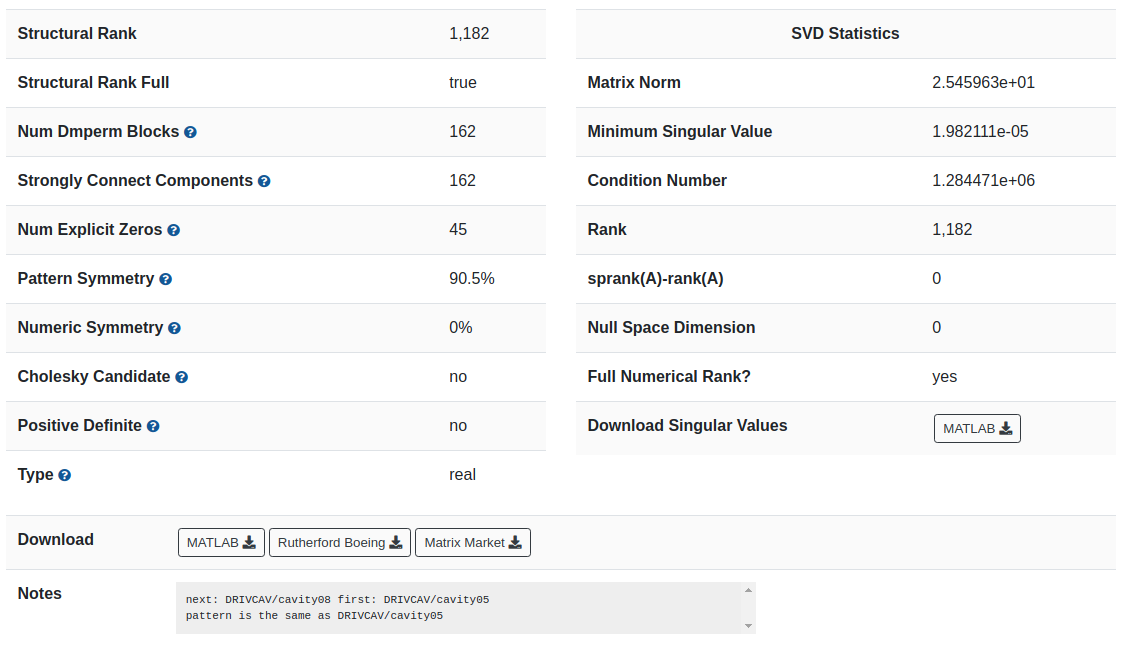 Structural Rank 1,182
Structural Rank Full true
Num Dmperm Blocks 162
Strongly Connect Components 162
Num Explicit Zeros 45
Pattern Symmetry 90.5%
Numeric Symmetry 0%
Cholesky Candidate no
Positive Definite no
Type real
SVD Statistics
Matrix Norm 2.545963e+01
Minimum Singular Value 1.982111e-05
Condition Number 1.284471e+06
Rank 1,182
sprank(A)-rank(A) 0
Null Space Dimension 0
Full Numerical Rank? yes
Download Singular Values MATLAB
Download MATLAB Rutherford Boeing Matrix Market
Notes
next: DRIVCAV/cavity08 first: DRIVCAV/cavity05
pattern is the same as DRIVCAV/cavity05